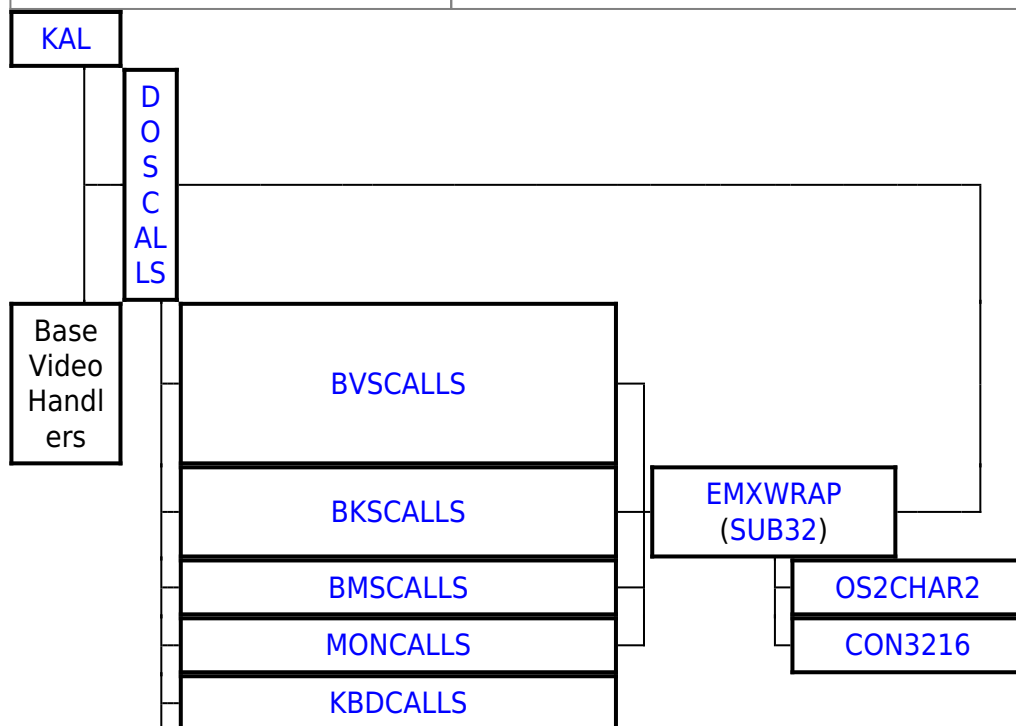 KAL
D
O
S
C
AL
LS
Base
Video
Handl
ers
BVSCALLS
BKSCALLS
EMXWRAP
(SUB32)
BMSCALLS
OS2CHAR2
MONCALLS
CON3216
KBDCALLS